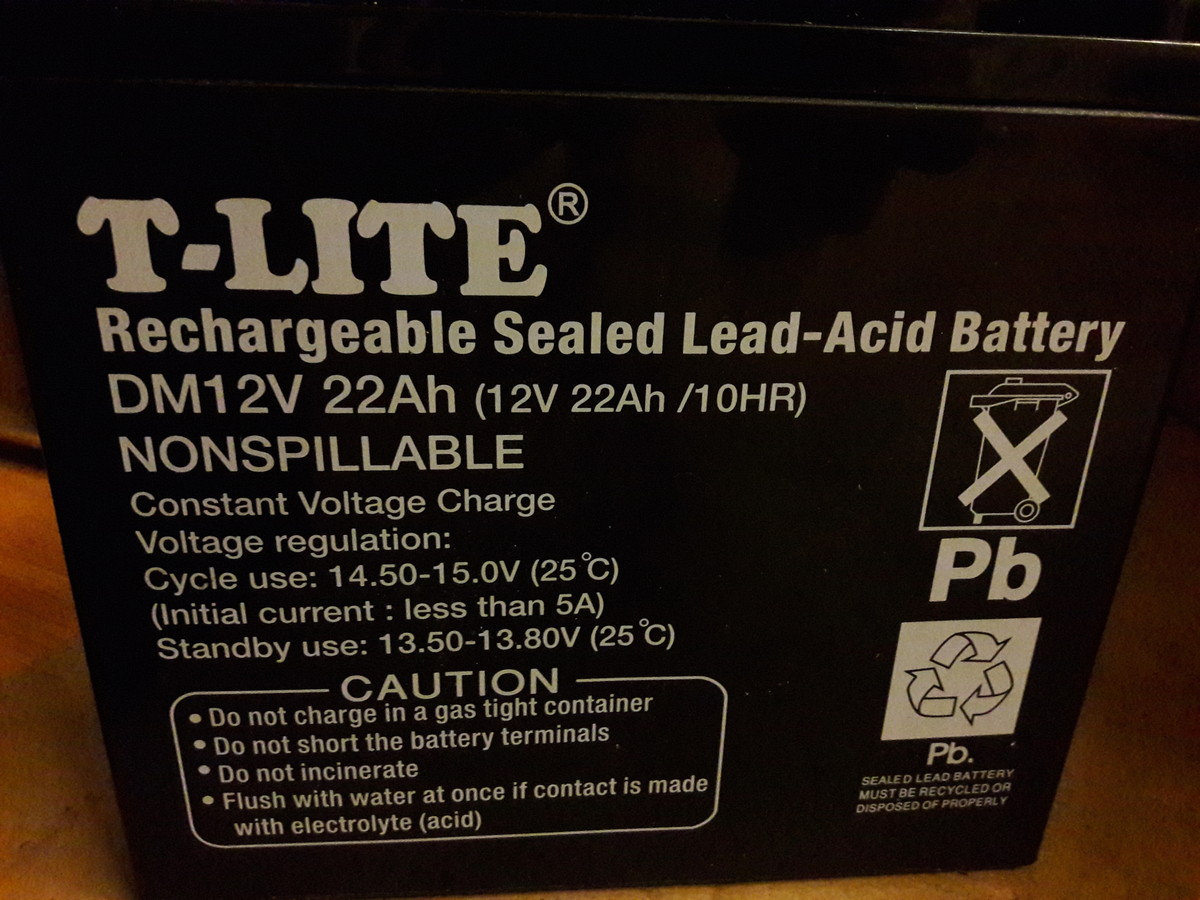 T-LITE®
Rechargeable Sealed Lead-Acid Battery
DM12V 22Ah (12V 22Ah /10HR)
NONSPILLABLE
Constant Voltage Charge
Voltage regulation:
Cycle use: 14.50-15.0V (25℃)
(Initial current : less than 5A)
Standby use: 13.50-13.80V (25℃)
CAUTION
• Do not charge in a gas tight container
• Do not short the battery terminals
• Do not incinerate
• Flush with water at once if contact is made
with electrolyte (acid)
Pb
Pb.
SEALED LEAD BATTERY
MUST BE RECYCLED OR
DISPOSED OF PROPERLY